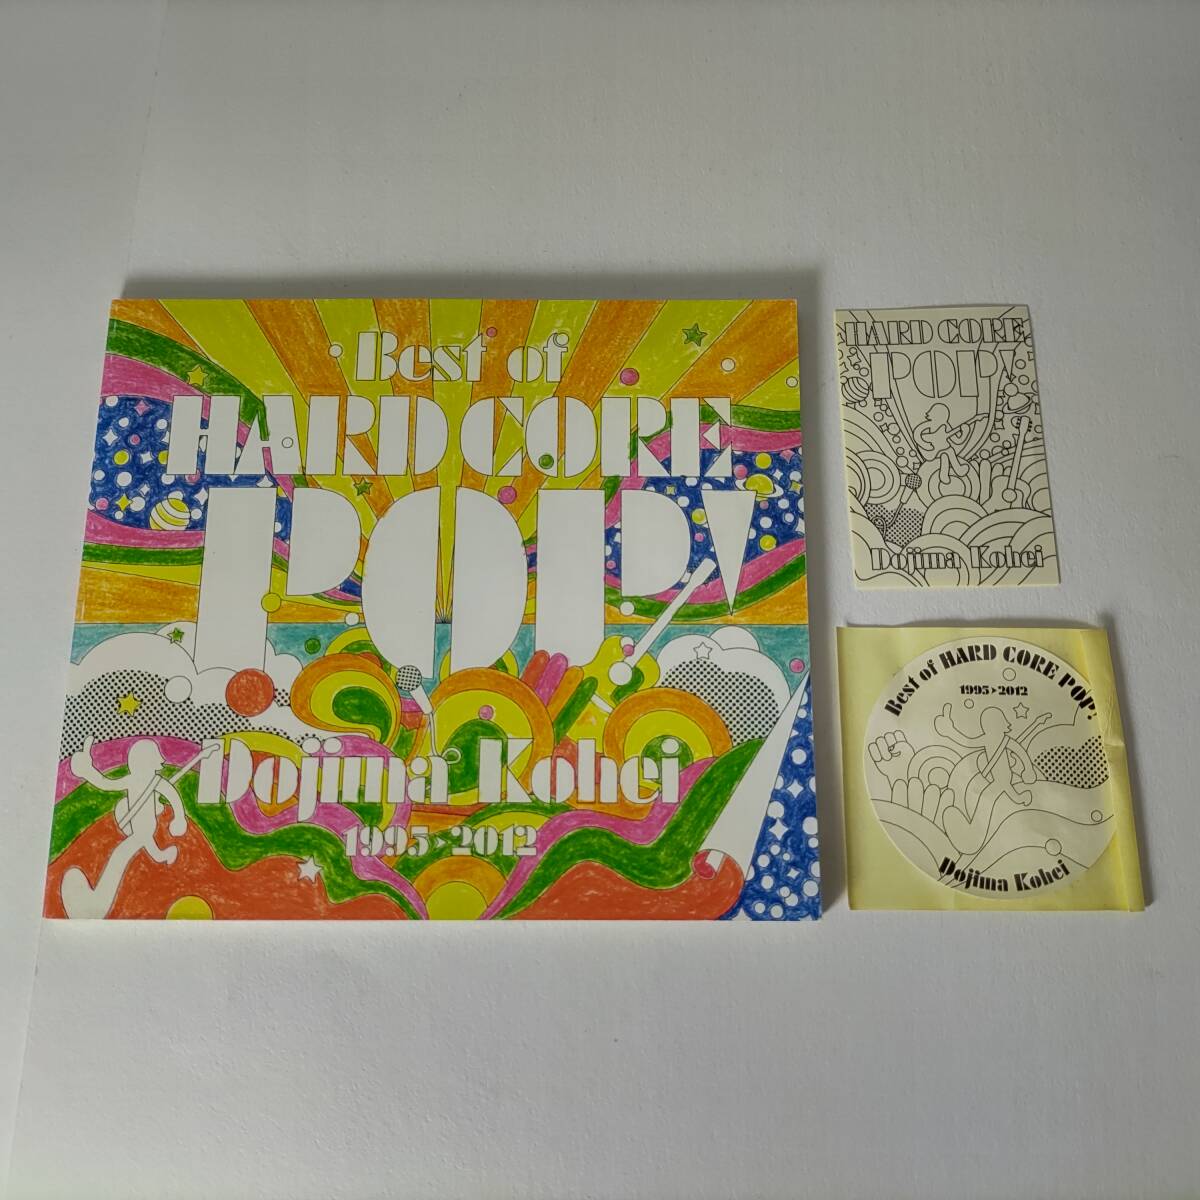 Best of
HARD CORE
POP!
Dojima Kohei
1995>2012
HARD CORE
POP!
Dojima Kohei
Best of HARD CORE POP!
1995>2012
Dojima Kohei